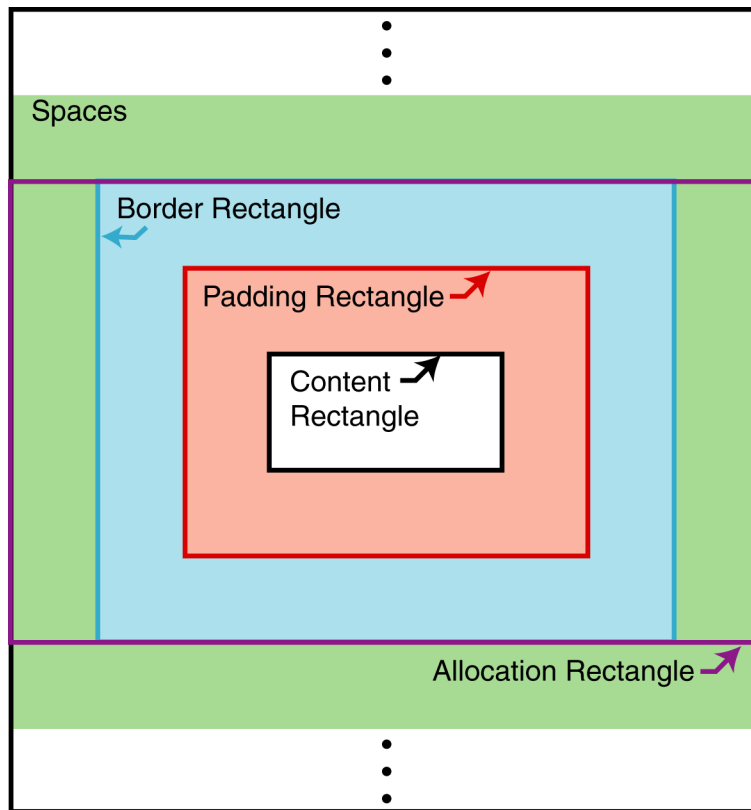 Spaces
Border Rectangle
Padding Rectangle
Content
Rectangle
Allocation Rectangle